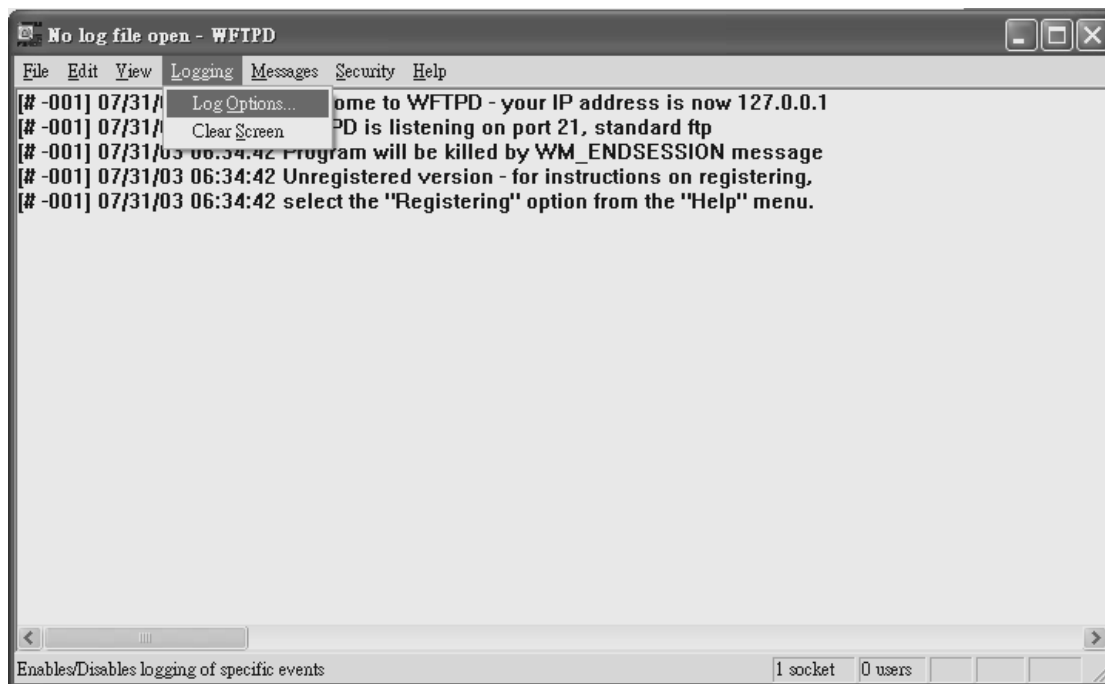 No log file open - WFTPD
File Edit View Logging Messages Security Help
[# -001] 07/31/ ome to WFTPD - your IP address is now 127.0.0.1
Log Options...
[# -001] 07/31/ PD is listening on port 21, standard ftp
Clear Screen
[# -001] 07/31/03 06:34:42 Program will be killed by WM_ENDSESSION message
[# -001] 07/31/03 06:34:42 Unregistered version - for instructions on registering,
[# -001] 07/31/03 06:34:42 select the "Registering" option from the "Help" menu.
Enables/Disables logging of specific events 1 socket 0 users